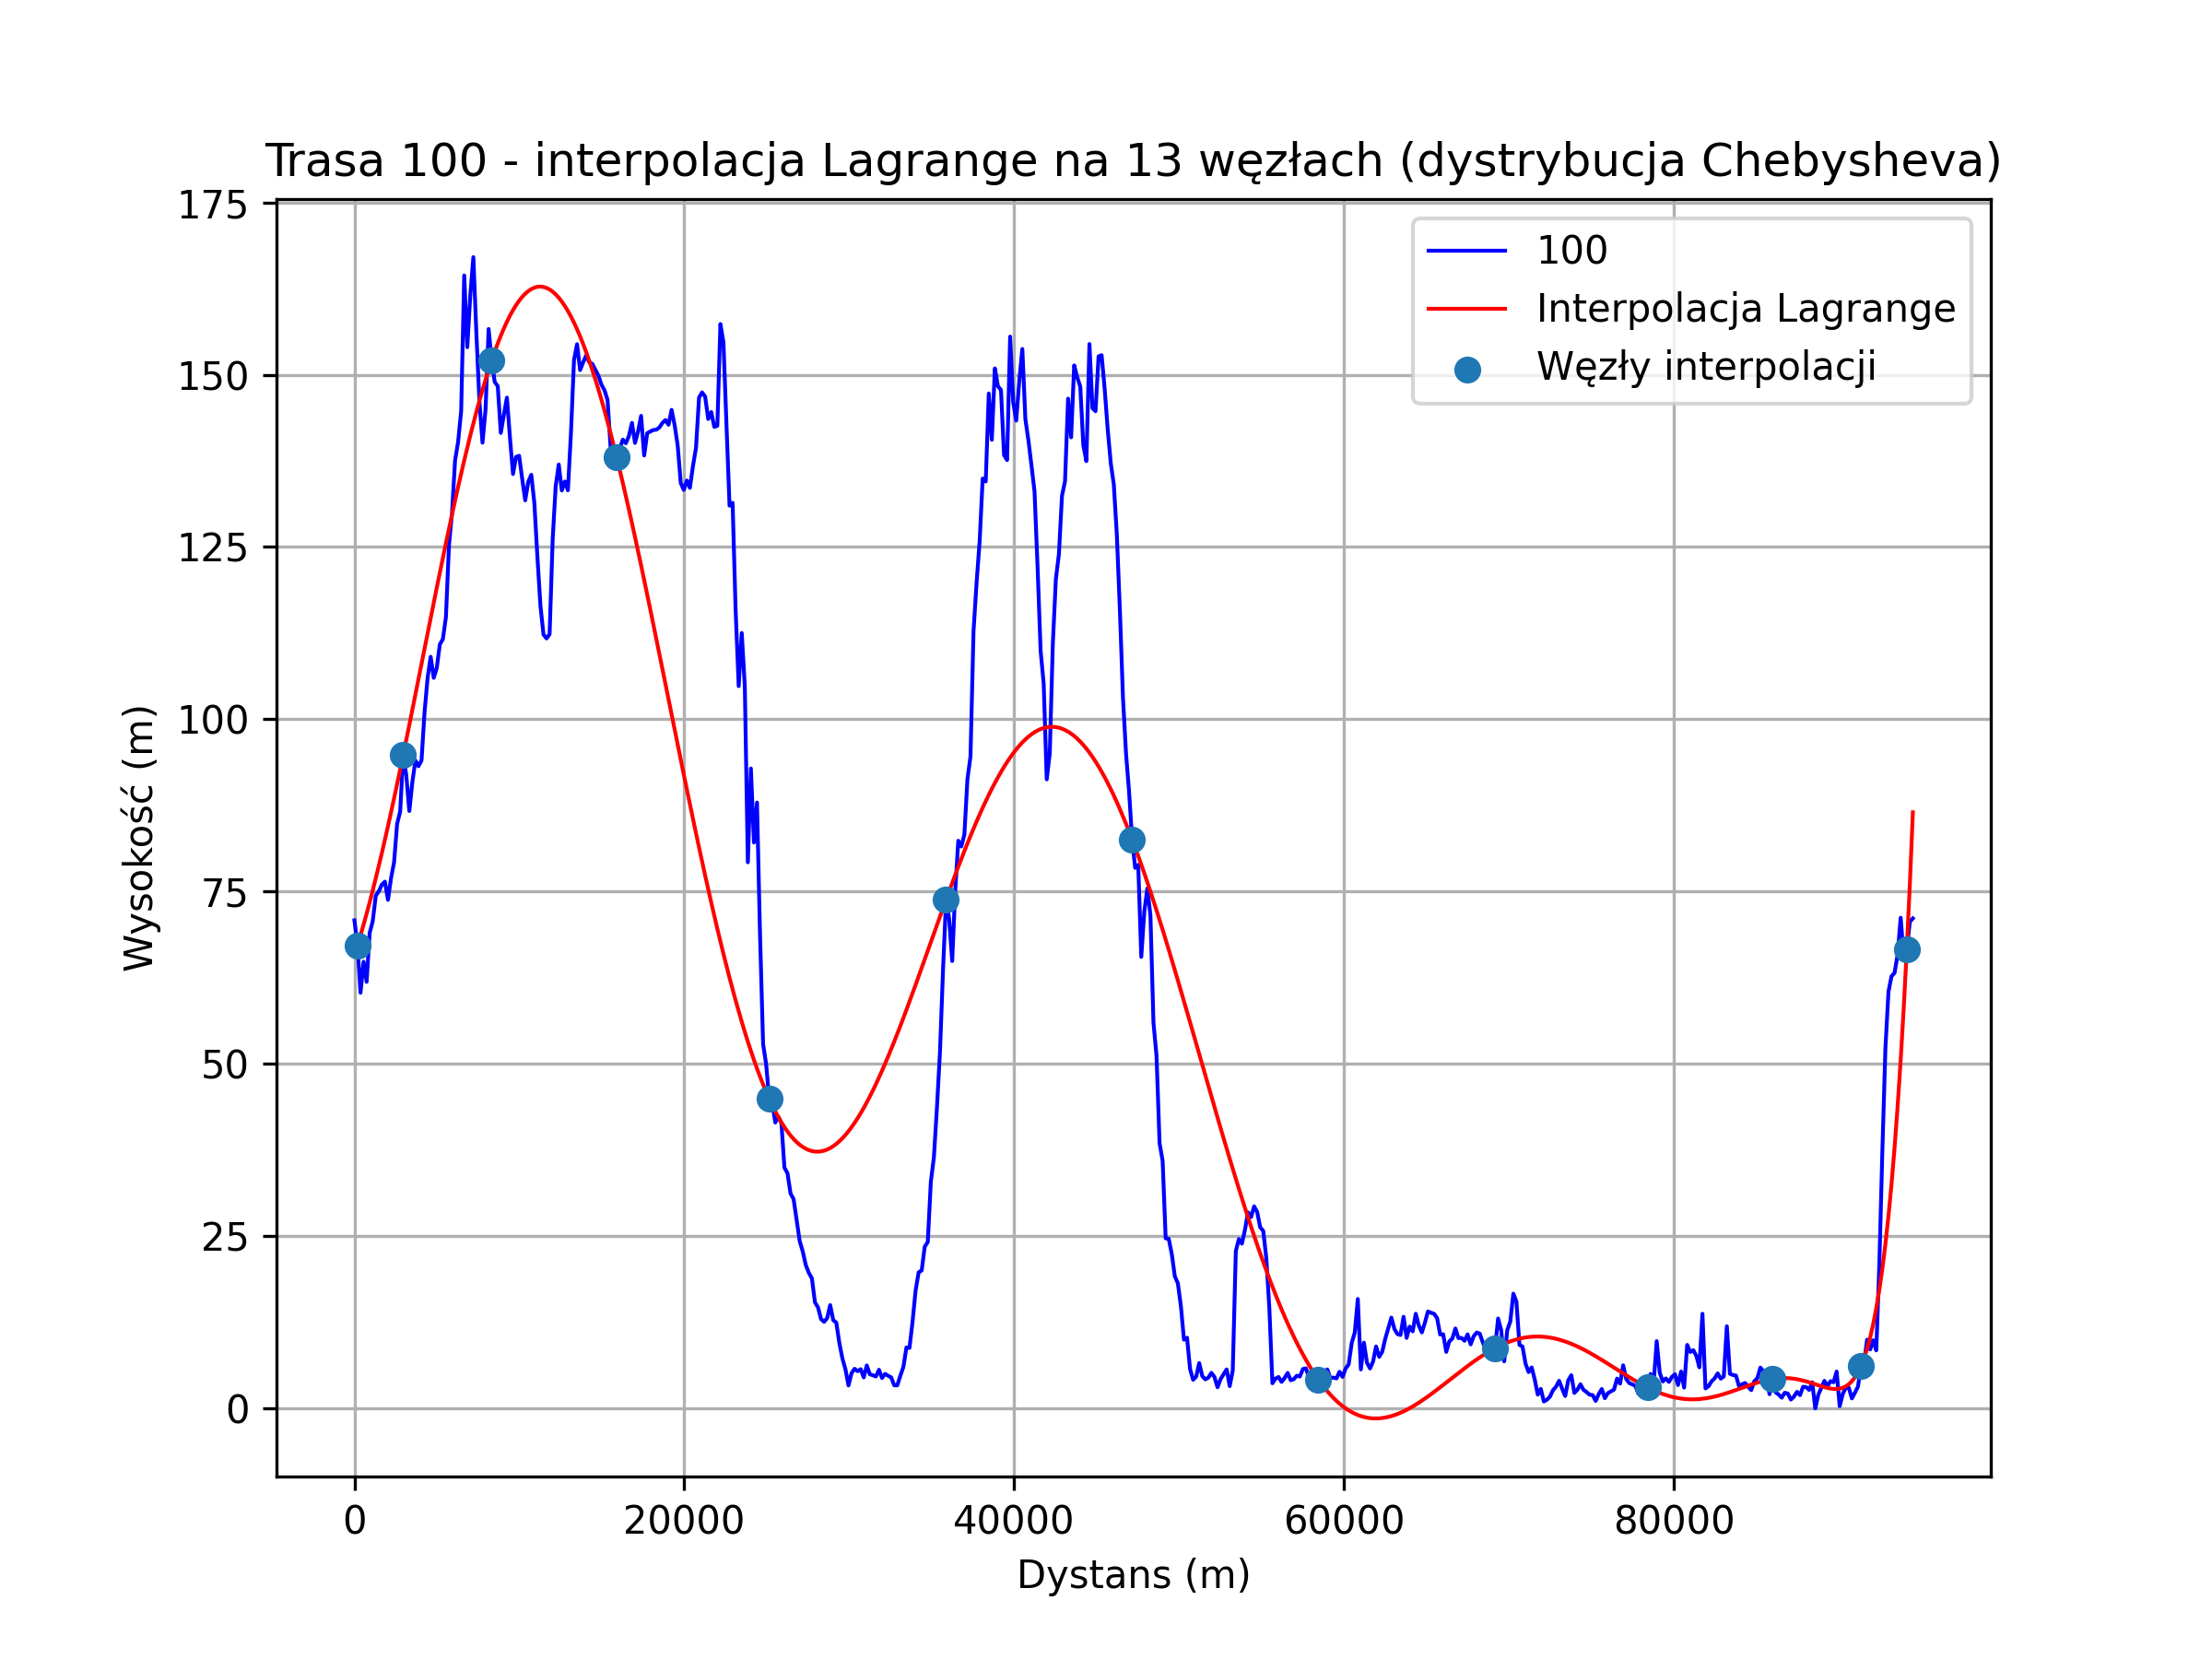 Trasa 100 - interpolacja Lagrange na 13 węzłach (dystrybucja Chebysheva)
175
150
125
100
75
50
25
0
Wysokość (m)
100
Interpolacja Lagrange
Węzły interpolacji
0 20000 40000 60000 80000
Dystans (m)